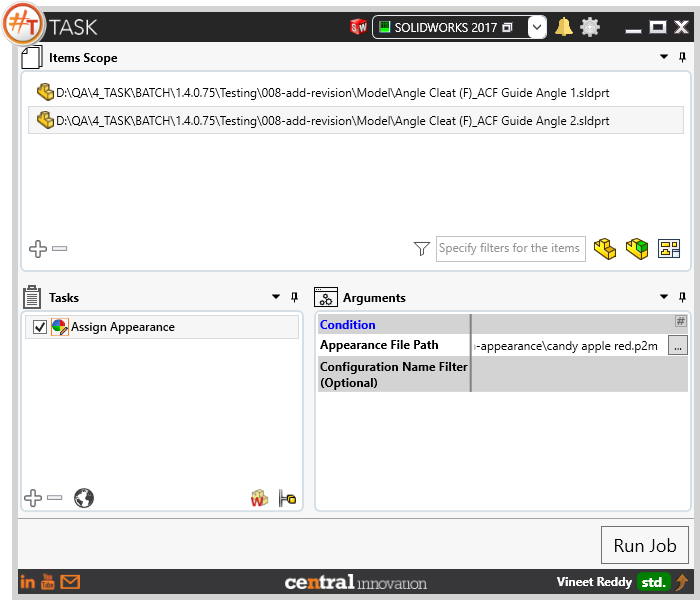 #T TASK
SW
SOLIDWORKS 2017
Items Scope
D:\QA\4_TASK\BATCH\1.4.0.75\Testing\008-add-revision\Model\Angle Cleat (F)_ACF Guide Angle 1.sldprt
D:\QA\4_TASK\BATCH\1.4.0.75\Testing\008-add-revision\Model\Angle Cleat (F)_ACF Guide Angle 2.sldprt
Specify filters for the items
Tasks
Assign Appearance
W
Arguments
Condition
#
Appearance File Path
-appearance\candy apple red.p2m
...
Configuration Name Filter
(Optional)
Run Job
in
You
central innovation
Vineet Reddy
std.